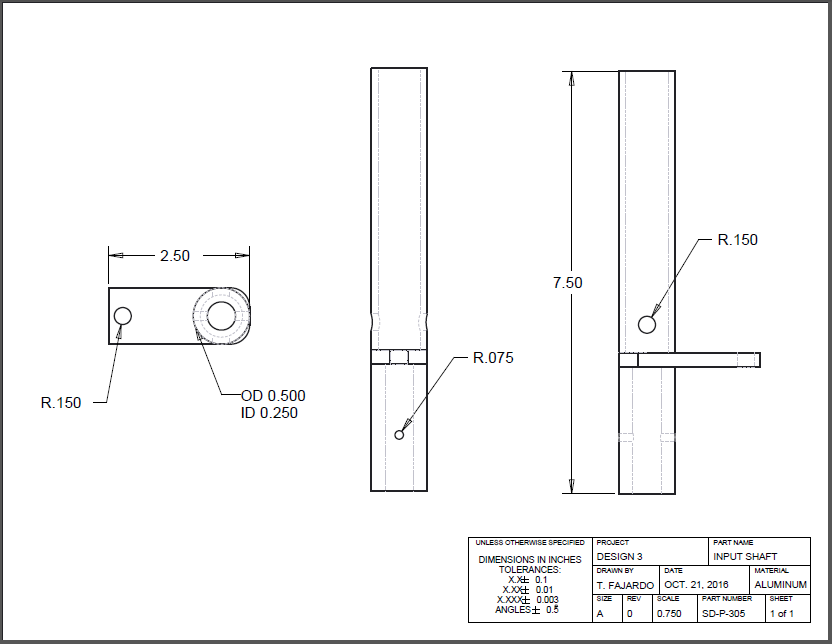 2.50
R.150
OD 0.500
ID 0.250
R.075
7.50
R.150
UNLESS OTHERWISE SPECIFIED
DIMENSIONS IN INCHES
TOLERANCES:
X.X± 0.1
X.XX± 0.01
X.XXX± 0.003
ANGLES± 0.5
PROJECT
DESIGN 3
PART NAME
INPUT SHAFT
DRAWN BY
T. FAJARDO
DATE
OCT. 21, 2016
MATERIAL
ALUMINUM
SIZE
A
REV
0
SCALE
0.750
PART NUMBER
SD-P-305
SHEET
1 of 1